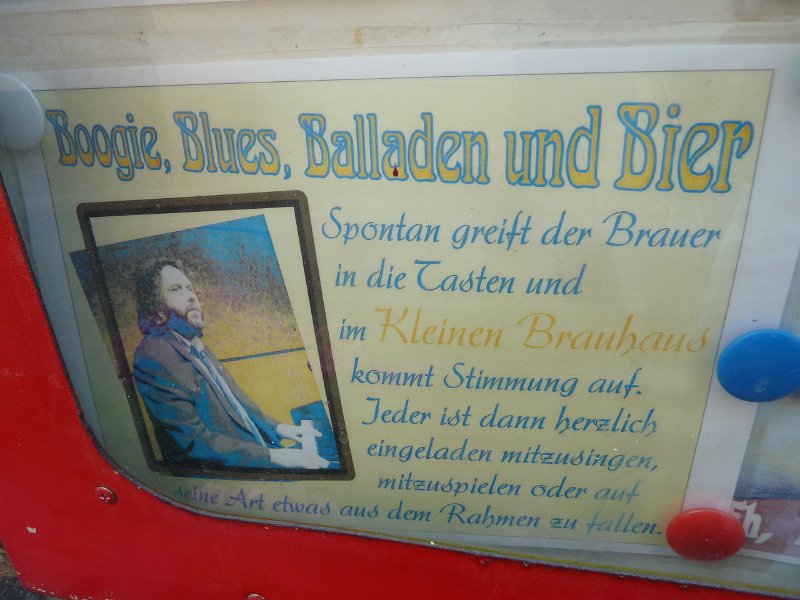 Boogie, Blues, Balladen und Bier
Spontan greift der Brauer
in die Tasten und
im Kleinen Brauhaus
kommt Stimmung auf.
Jeder ist dann herzlich
eingeladen mitzusingen,
mitzuspielen oder auf
seine Art etwas aus dem Rahmen zu fallen.